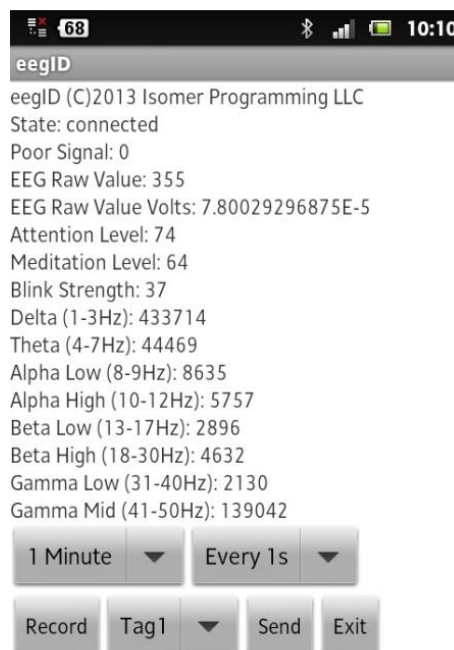 68 10:10
eegID
eegID (C)2013 Isomer Programming LLC
State: connected
Poor Signal: 0
EEG Raw Value: 355
EEG Raw Value Volts: 7.80029296875E-5
Attention Level: 74
Meditation Level: 64
Blink Strength: 37
Delta (1-3Hz): 433714
Theta (4-7Hz): 44469
Alpha Low (8-9Hz): 8635
Alpha High (10-12Hz): 5757
Beta Low (13-17Hz): 2896
Beta High (18-30Hz): 4632
Gamma Low (31-40Hz): 2130
Gamma Mid (41-50Hz): 139042
1 Minute Every 1s
Record Tag1 Send Exit